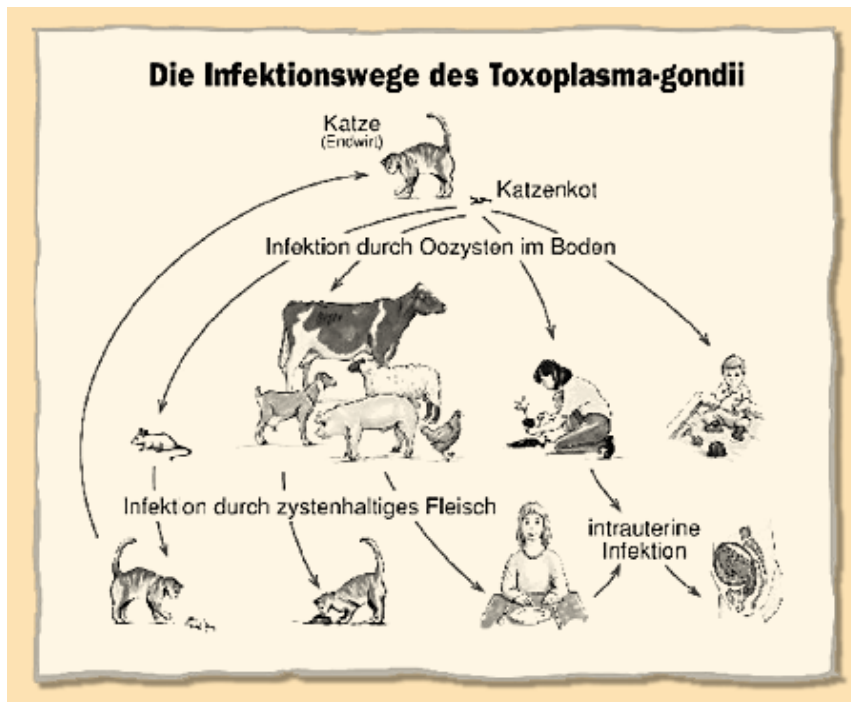 Die Infektionswege des Toxoplasma-gondii
Katze
(Endwirt)
Katzenkot
Infektion durch Oozysten im Boden
Infektion durch zystenhaltiges Fleisch
intrauterine
Infektion